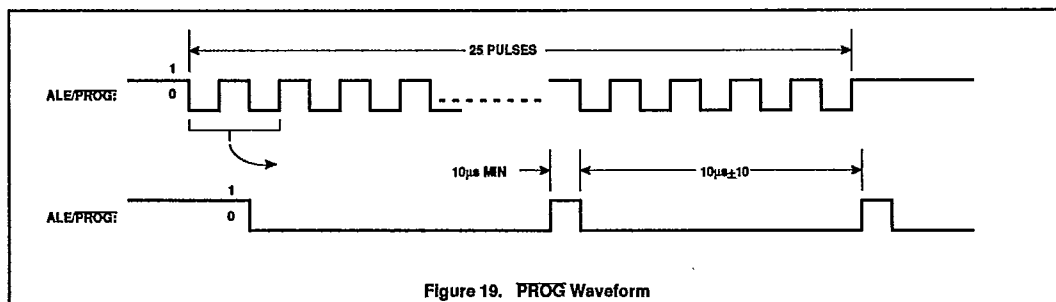 25 PULSES
1
ALE/PROG:
0
10µs MIN
10µs±10
1
ALE/PROG:
0
Figure 19. PROG Waveform